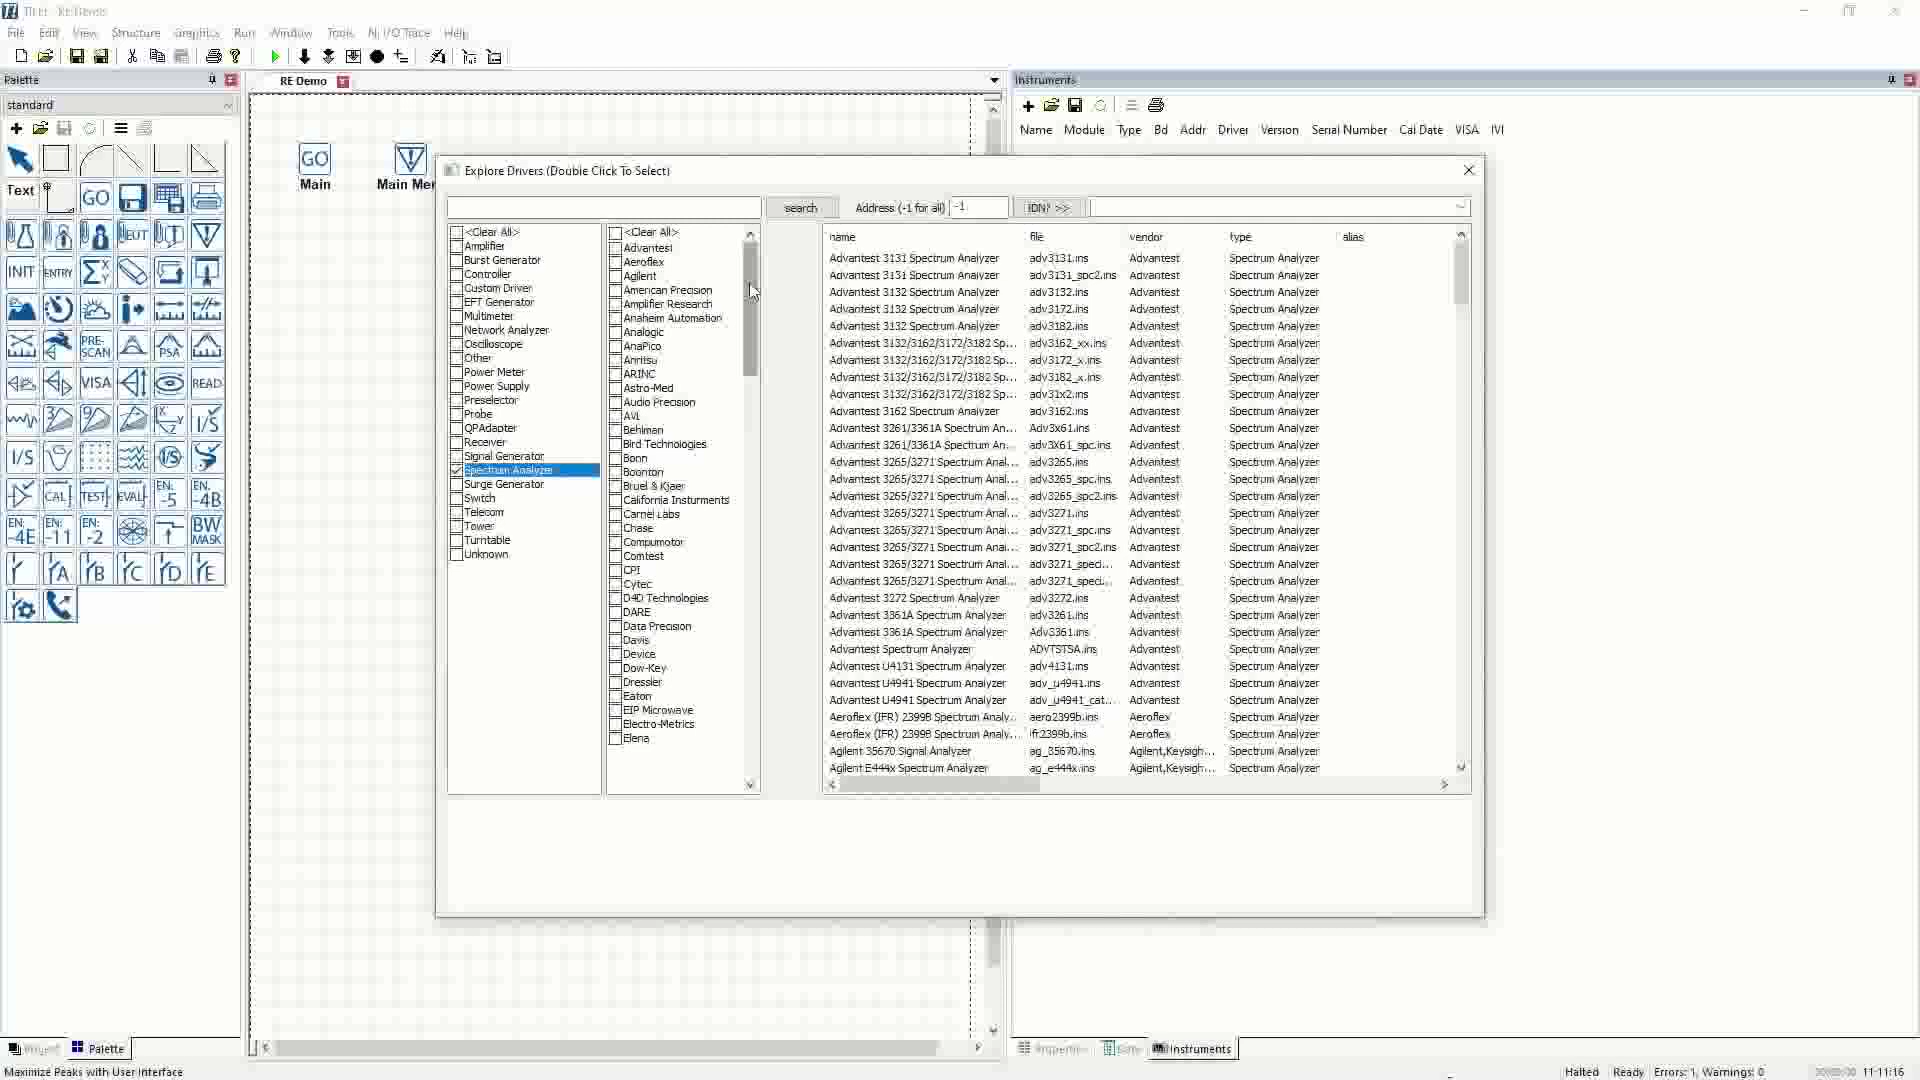 TILE! - RE Demo
File Edit View Structure Graphics Run Window Tools NI I/O Trace Help
Palette
RE Demo
Instruments
standard
Name Module Type Bd Addr Driver Version Serial Number Cal Date VISA IVI
Text
GO
EUT
INIT ENTRY
PRE-SCAN PSA
VISA READ
I/S
I/S I/S
CAL TEST EVAL EN: -5 EN: -4B
EN: -4E EN: -11 EN: -2 BW MASK
A B C D E
GO
Main Main Mer
Explore Drivers (Double Click To Select)
search Address (-1 for all) -1 IDN? >>
<Clear All>
Amplifier
Burst Generator
Controller
Custom Driver
EFT Generator
Multimeter
Network Analyzer
Oscilloscope
Other
Power Meter
Power Supply
Preselector
Probe
QPAdapter
Receiver
Signal Generator
Spectrum Analyzer
Surge Generator
Switch
Telecom
Tower
Turntable
Unknown
<Clear All>
Advantest
Aeroflex
Agilent
American Precision
Amplifier Research
Anaheim Automation
Analogic
AnaPico
Anritsu
ARINC
Astro-Med
Audio Precision
AVL
Behlman
Bird Technologies
Bonn
Boonton
Bruel & Kjaer
California Insturments
Carnel Labs
Chase
Compumotor
Comtest
CPI
Cytec
D4D Technologies
DARE
Data Precision
Davis
Device
Dow-Key
Dressler
Eaton
EIP Microwave
Electro-Metrics
Elena
name file vendor type alias
Advantest 3131 Spectrum Analyzer adv3131.ins Advantest Spectrum Analyzer
Advantest 3131 Spectrum Analyzer adv3131_spc2.ins Advantest Spectrum Analyzer
Advantest 3132 Spectrum Analyzer adv3132.ins Advantest Spectrum Analyzer
Advantest 3132 Spectrum Analyzer adv3172.ins Advantest Spectrum Analyzer
Advantest 3132 Spectrum Analyzer adv3182.ins Advantest Spectrum Analyzer
Advantest 3132/3162/3172/3182 Sp... adv3162_xx.ins Advantest Spectrum Analyzer
Advantest 3132/3162/3172/3182 Sp... adv3172_x.ins Advantest Spectrum Analyzer
Advantest 3132/3162/3172/3182 Sp... adv3182_x.ins Advantest Spectrum Analyzer
Advantest 3132/3162/3172/3182 Sp... adv31x2.ins Advantest Spectrum Analyzer
Advantest 3162 Spectrum Analyzer adv3162.ins Advantest Spectrum Analyzer
Advantest 3261/3361A Spectrum An... Adv3x61.ins Advantest Spectrum Analyzer
Advantest 3261/3361A Spectrum An... adv3X61_spc.ins Advantest Spectrum Analyzer
Advantest 3265/3271 Spectrum Anal... adv3265.ins Advantest Spectrum Analyzer
Advantest 3265/3271 Spectrum Anal... adv3265_spc.ins Advantest Spectrum Analyzer
Advantest 3265/3271 Spectrum Anal... adv3265_spc2.ins Advantest Spectrum Analyzer
Advantest 3265/3271 Spectrum Anal... adv3271.ins Advantest Spectrum Analyzer
Advantest 3265/3271 Spectrum Anal... adv3271_spc.ins Advantest Spectrum Analyzer
Advantest 3265/3271 Spectrum Anal... adv3271_spc2.ins Advantest Spectrum Analyzer
Advantest 3265/3271 Spectrum Anal... adv3271_speci... Advantest Spectrum Analyzer
Advantest 3265/3271 Spectrum Anal... adv3271_speci... Advantest Spectrum Analyzer
Advantest 3272 Spectrum Analyzer adv3272.ins Advantest Spectrum Analyzer
Advantest 3361A Spectrum Analyzer adv3261.ins Advantest Spectrum Analyzer
Advantest 3361A Spectrum Analyzer Adv3361.ins Advantest Spectrum Analyzer
Advantest Spectrum Analyzer ADVTSTSA.ins Advantest Spectrum Analyzer
Advantest U4131 Spectrum Analyzer adv4131.ins Advantest Spectrum Analyzer
Advantest U4941 Spectrum Analyzer adv_u4941.ins Advantest Spectrum Analyzer
Advantest U4941 Spectrum Analyzer adv_u4941_cat... Advantest Spectrum Analyzer
Aeroflex (IFR) 2399B Spectrum Analy... aero2399b.ins Aeroflex Spectrum Analyzer
Aeroflex (IFR) 2399B Spectrum Analy... ifr2399b.ins Aeroflex Spectrum Analyzer
Agilent 35670 Signal Analyzer ag_35670.ins Agilent,Keysigh... Spectrum Analyzer
Agilent E444x Spectrum Analyzer ag_e444x.ins Agilent,Keysigh... Spectrum Analyzer
Project Palette
Properties Data Instruments
Maximize Peaks with User Interface
Halted Ready Errors: 1, Warnings: 0 11:11:16